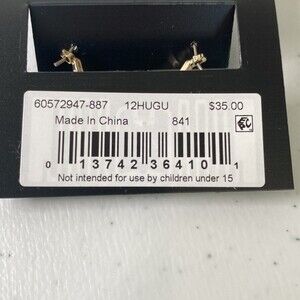 60572947-887 12HUGU $35.00
Made In China 841
0 13742 36410 1
Not intended for use by children under 15